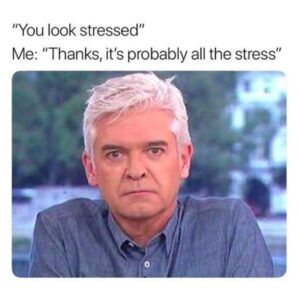 "You look stressed"
Me: "Thanks, it's probably all the stress"